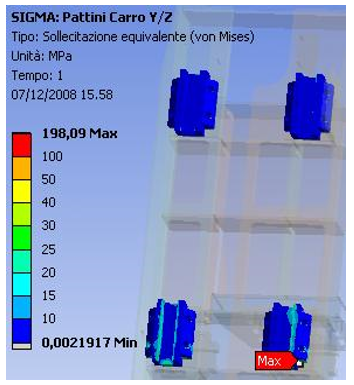 SIGMA: Pattini Carro Y/Z
Tipo: Sollecitazione equivalente (von Mises)
Unità: MPa
Tempo: 1
07/12/2008 15.58
198,09 Max
100
50
40
30
25
20
15
10
0,0021917 Min
Max